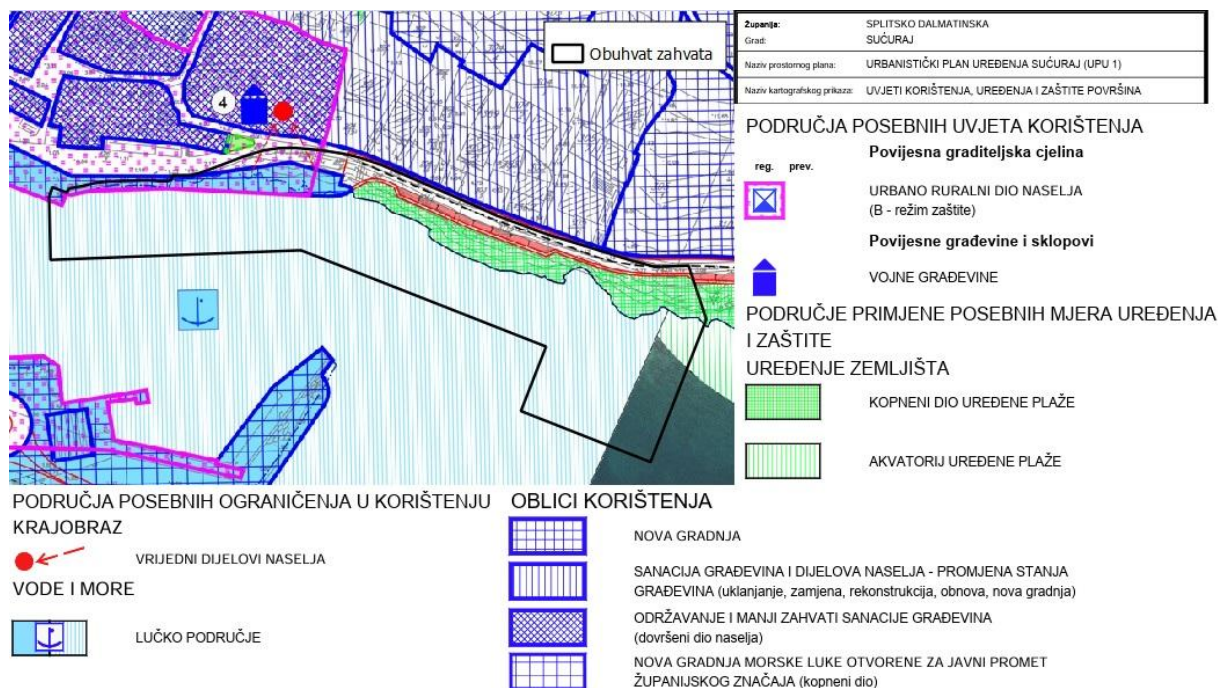 Obuhvat zahvata
4
Županija: SPLITSKO DALMATINSKA
Grad: SUĆURAJ
Naziv prostornog plana: URBANISTIČKI PLAN UREĐENJA SUĆURAJ (UPU 1)
Naziv kartografskog prikaza: UVJETI KORIŠTENJA, UREĐENJA I ZAŠTITE POVRŠINA
PODRUČJA POSEBNIH UVJETA KORIŠTENJA
Povijesna graditeljska cjelina
reg. prev.
URBANO RURALNI DIO NASELJA
(B - režim zaštite)
Povijesne građevine i sklopovi
VOJNE GRAĐEVINE
PODRUČJE PRIMJENE POSEBNIH MJERA UREĐENJA
I ZAŠTITE
UREĐENJE ZEMLJIŠTA
KOPNENI DIO UREĐENE PLAŽE
AKVATORIJ UREĐENE PLAŽE
PODRUČJA POSEBNIH OGRANIČENJA U KORIŠTENJU
KRAJOBRAZ
VRIJEDNI DIJELOVI NASELJA
VODE I MORE
LUČKO PODRUČJE
OBLICI KORIŠTENJA
NOVA GRADNJA
SANACIJA GRAĐEVINA I DIJELOVA NASELJA - PROMJENA STANJA
GRAĐEVINA (uklanjanje, zamjena, rekonstrukcija, obnova, nova gradnja)
ODRŽAVANJE I MANJI ZAHVATI SANACIJE GRAĐEVINA
(dovršeni dio naselja)
NOVA GRADNJA MORSKE LUKE OTVORENE ZA JAVNI PROMET
ŽUPANIJSKOG ZNAČAJA (kopneni dio)